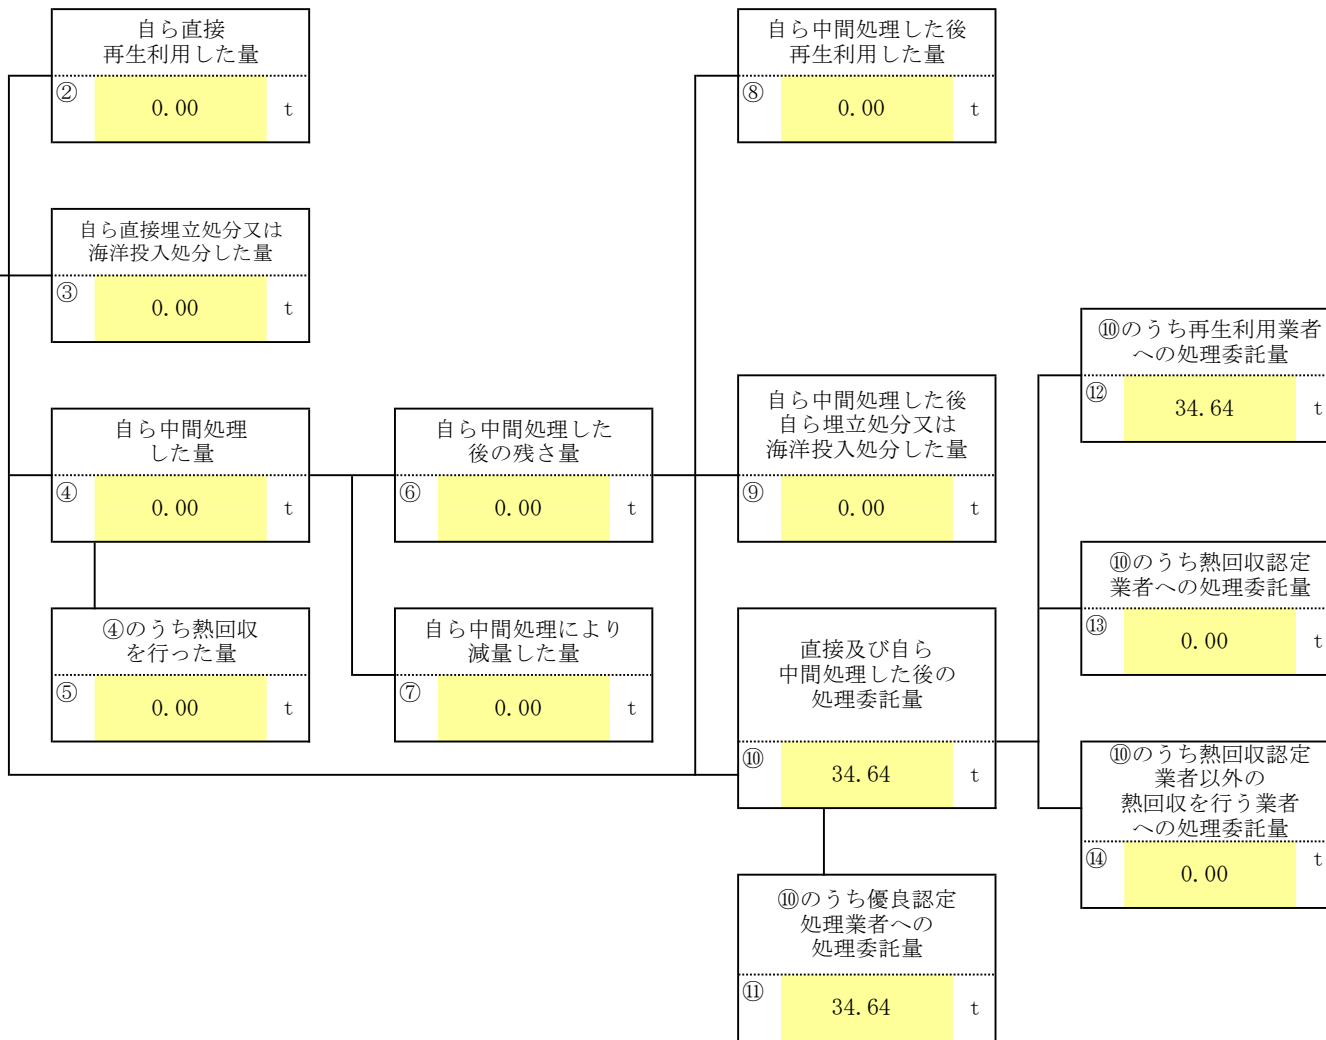 自ら直接
再生利用した量
②
0.00
t
自ら中間処理した後
再生利用した量
⑧
0.00
t
自ら直接埋立処分又は
海洋投入処分した量
③
0.00
t
⑩のうち再生利用業者
への処理委託量
⑫
34.64
t
自ら中間処理
した量
④
0.00
t
自ら中間処理した
後の残さ量
⑥
0.00
t
自ら中間処理した後
自ら埋立処分又は
海洋投入処分した量
⑨
0.00
t
⑩のうち熱回収認定
業者への処理委託量
⑬
0.00
t
④のうち熱回収
を行った量
⑤
0.00
t
自ら中間処理により
減量した量
⑦
0.00
t
直接及び自ら
中間処理した後の
処理委託量
⑩
34.64
t
⑩のうち熱回収認定
業者以外の
熱回収を行う業者
への処理委託量
⑭
0.00
t
⑩のうち優良認定
処理業者への
処理委託量
⑪
34.64
t